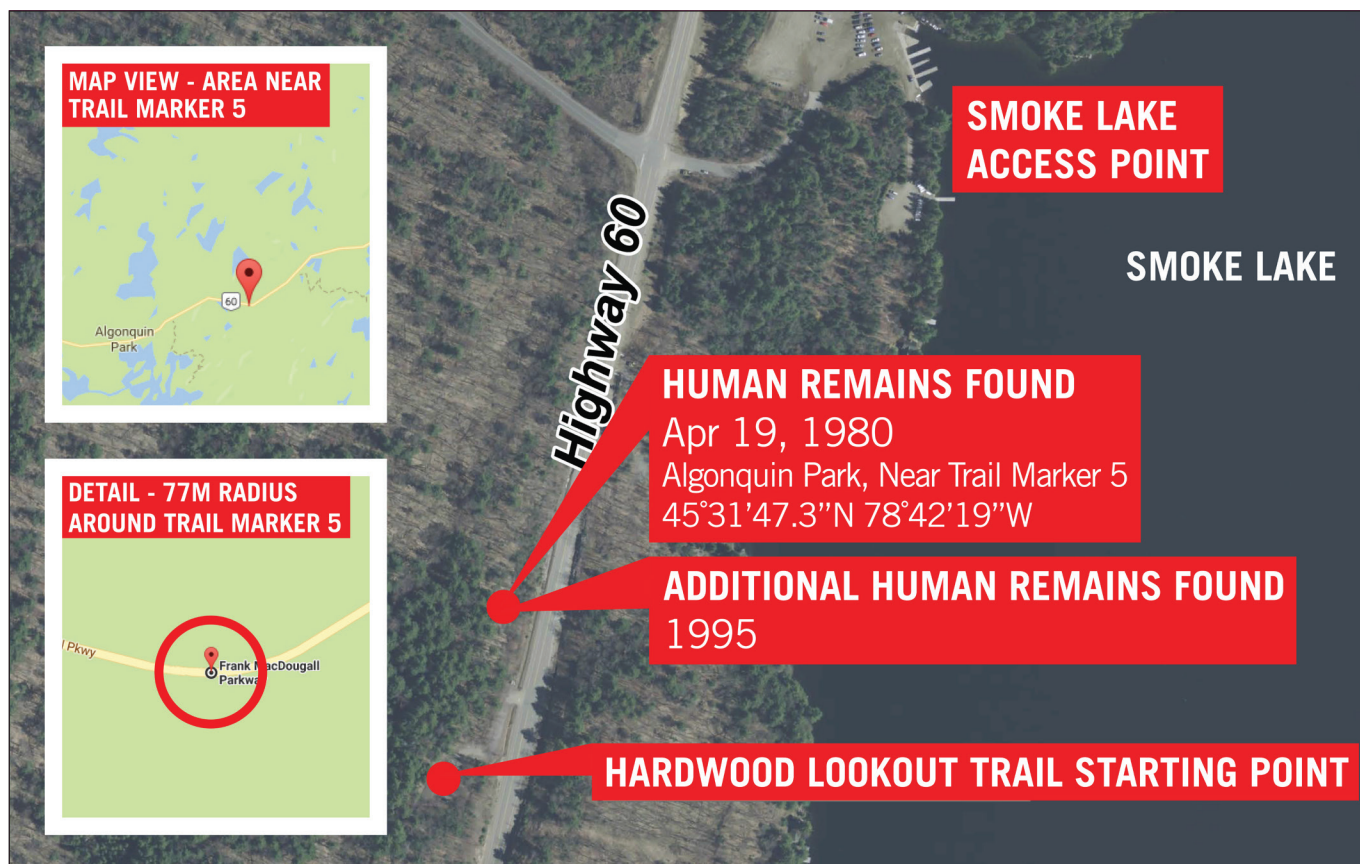 MAP VIEW - AREA NEAR
TRAIL MARKER 5
60
Algonquin
Park
DETAIL - 77M RADIUS
AROUND TRAIL MARKER 5
Pkwy
Frank MacDougall
Highway 60
SMOKE LAKE
ACCESS POINT
SMOKE LAKE
HUMAN REMAINS FOUND
Apr 19, 1980
Algonquin Park, Near Trail Marker 5
45°31'47.3”N 78°42'19”W
ADDITIONAL HUMAN REMAINS FOUND
1995
HARDWOOD LOOKOUT TRAIL STARTING POINT